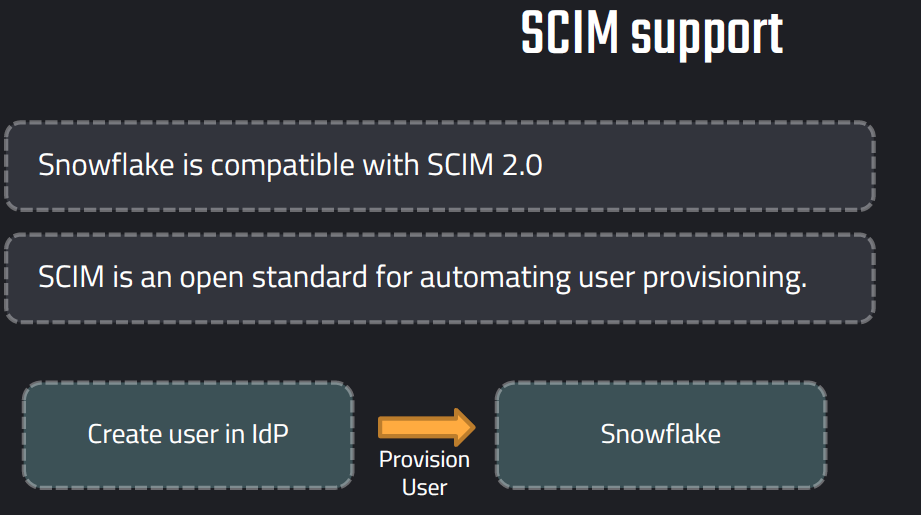 SCIM support
Snowflake is compatible with SCIM 2.0
SCIM is an open standard for automating user provisioning.
Create user in IdP
Provision
User
Snowflake